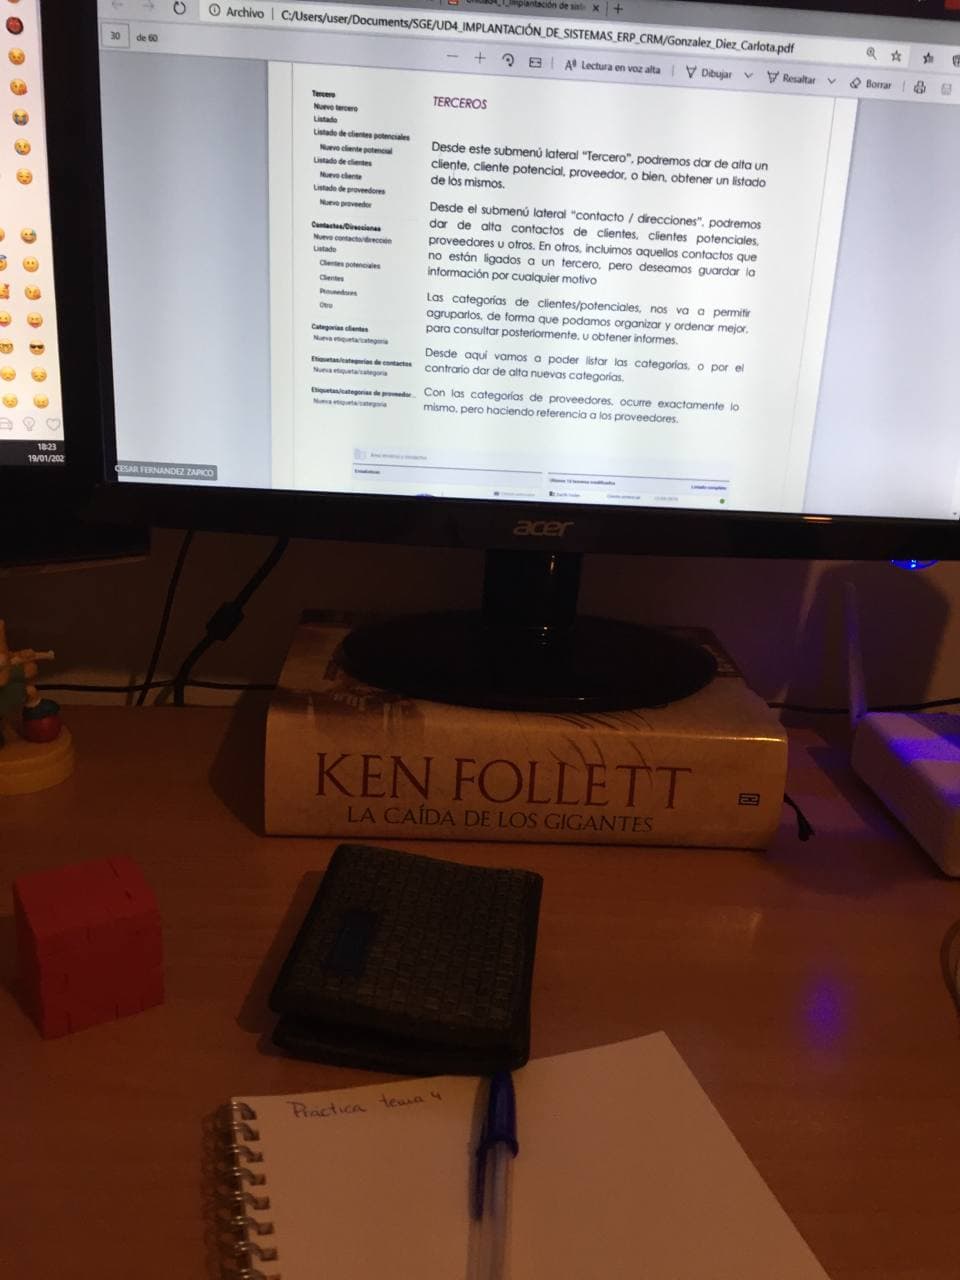 Archivo | C:/Users/user/Documents/SGE/UD4_IMPLANTACIÓN_DE_SISTEMAS_ERP_CRM/Gonzalez_Diez_Carlota.pdf
30 de 60
Lectura en voz alta
Dibujar
Resaltar
Borrar
Tercero
Nuevo tercero
Listado
Listado de clientes potenciales
Nuevo cliente potencial
Listado de clientes
Nuevo cliente
Listado de proveedores
Nuevo proveedor
Contactos/Direcciones
Nuevo contacto/dirección
Listado
Clientes potenciales
Clientes
Proveedores
Otro
Categorías clientes
Nueva etiqueta/categoría
Etiquetas/categorías de contactos
Nueva etiqueta/categoría
Etiquetas/categorías de proveedor...
Nueva etiqueta/categoría
TERCEROS
Desde este submenú lateral "Tercero", podremos dar de alta un
cliente, cliente potencial, proveedor, o bien, obtener un listado
de los mismos.
Desde el submenú lateral "contacto / direcciones", podremos
dar de alta contactos de clientes, clientes potenciales,
proveedores u otros. En otros, incluimos aquellos contactos que
no están ligados a un tercero, pero deseamos guardar la
información por cualquier motivo
Las categorías de clientes/potenciales, nos va a permitir
agruparlos, de forma que podamos organizar y ordenar mejor,
para consultar posteriormente, u obtener informes.
Desde aquí vamos a poder listar las categorías, o por el
contrario dar de alta nuevas categorías.
Con las categorías de proveedores, ocurre exactamente lo
mismo, pero haciendo referencia a los proveedores.
18:23
19/01/202
CESAR FERNANDEZ ZAPICO
acer
KEN FOLLETT
LA CAÍDA DE LOS GIGANTES
Práctica tema 4